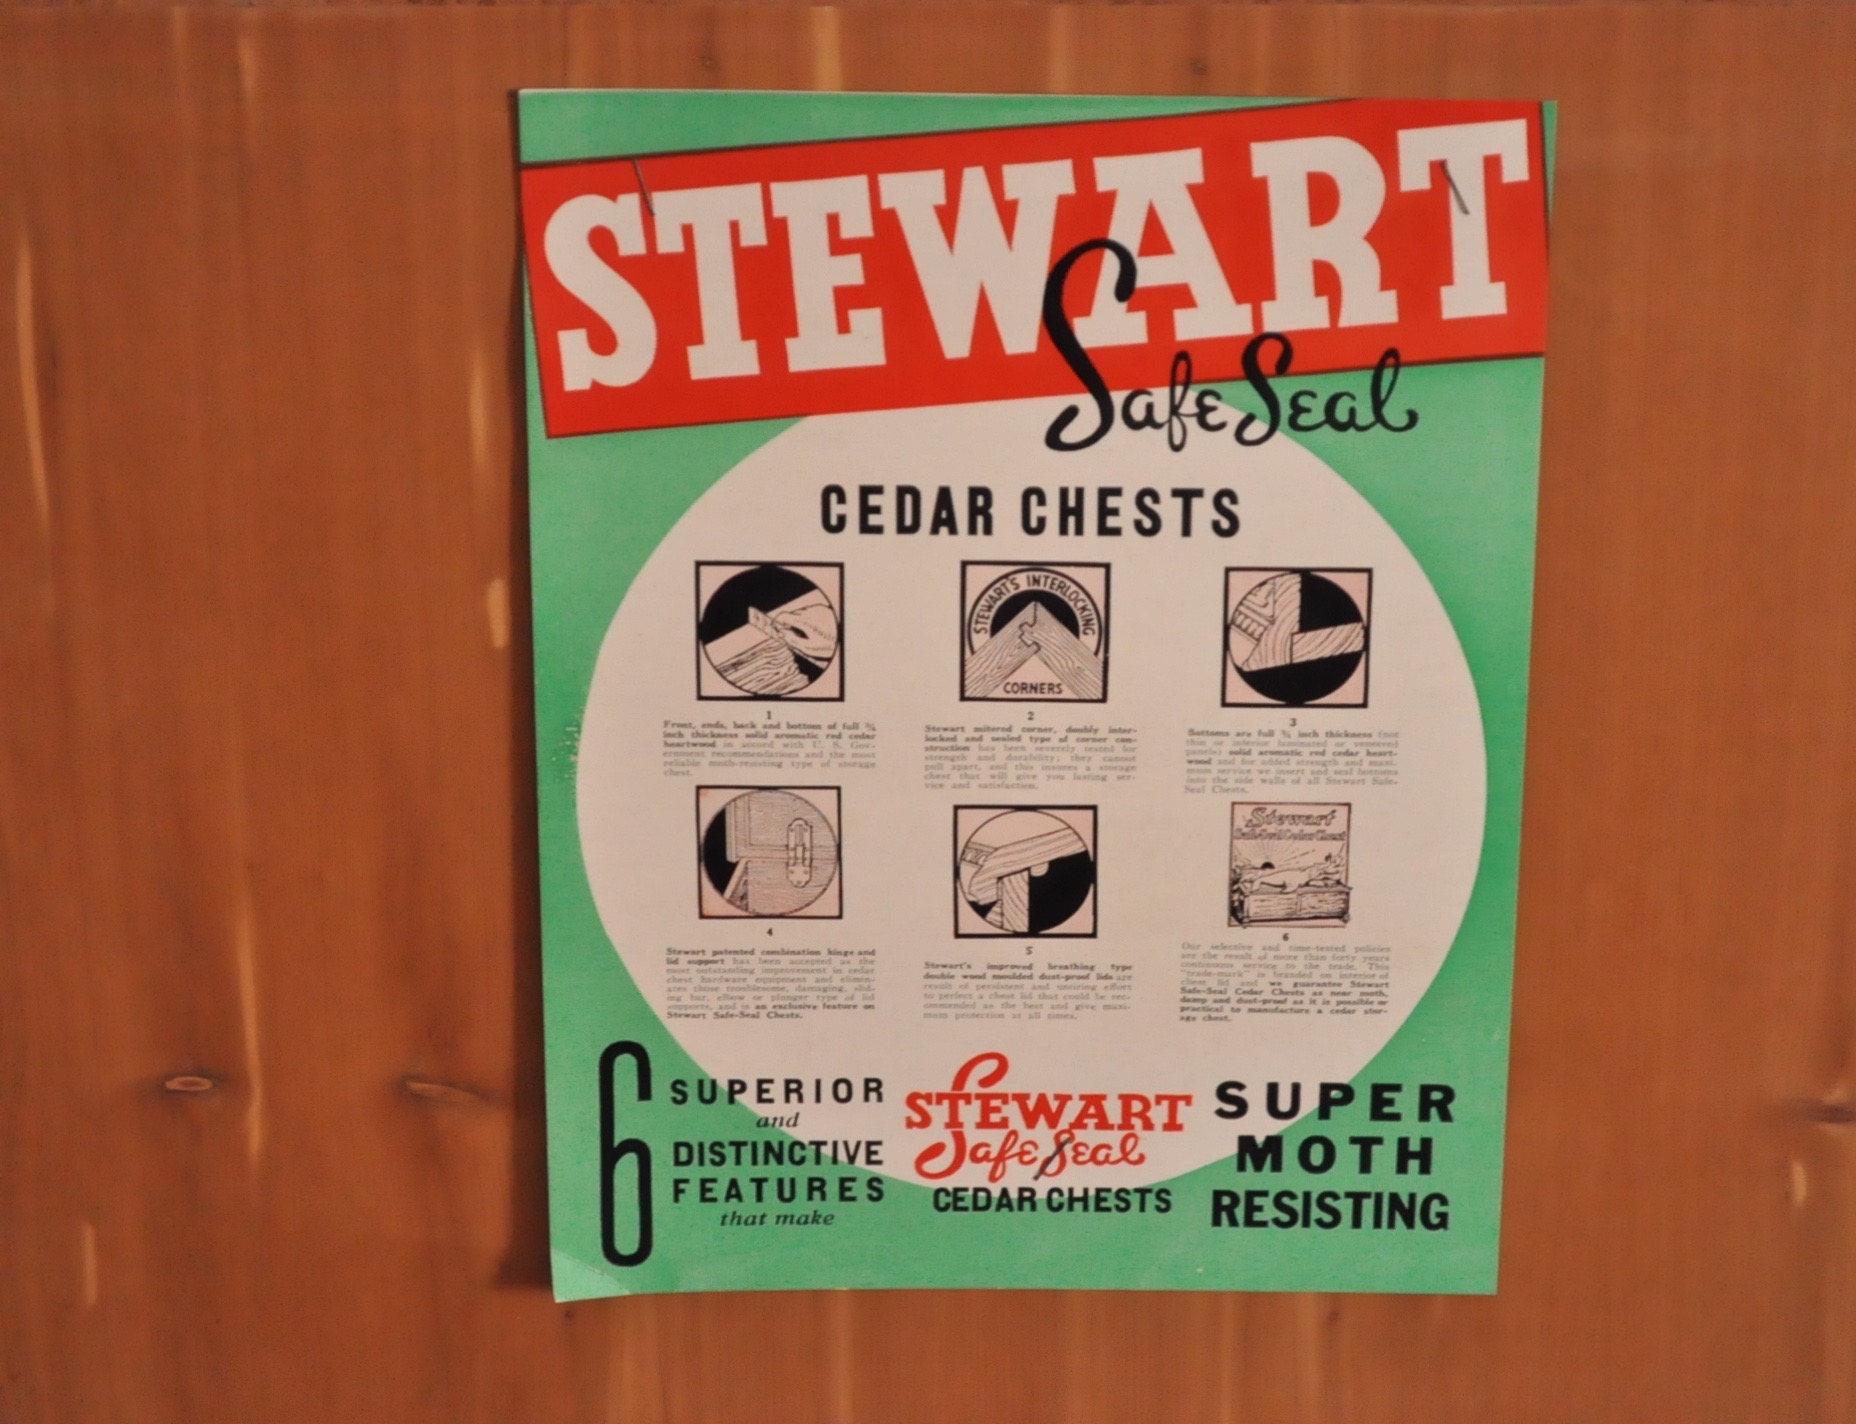 STEWART
Safe Seal
CEDAR CHESTS
STEWART'S INTERLOCKING
CORNERS
1
Front, ends, back and bottom of full ¾
inch thickness solid aromatic red cedar
heartwood in accord with U. S. Gov-
ernment recommendations and the most
reliable moth-resisting type of storage
chest.
2
Stewart mitered corner, doubly inter-
locked and sealed type of corner con-
struction has been severely tested for
strength and durability; they cannot
pull apart, and this insures a storage
chest that will give you lasting ser-
vice and satisfaction.
3
Bottoms are full ¾ inch thickness (not
thin or inferior laminated or veneered
panels) solid aromatic red cedar heart-
wood and for added strength and maxi-
mum service we insert and seal bottoms
into the side walls of all Stewart Safe-
Seal Chests.
Stewart
Safe-Seal Cedar Chest
4
Stewart patented combination hinge and
lid support has been accepted as the
most outstanding improvement in cedar
chest hardware equipment and elimin-
ates those troublesome, damaging, slid-
ing bar, elbow or plunger type of lid
supports, and is an exclusive feature on
Stewart Safe-Seal Chests.
5
Stewart's improved breathing type
double wood moulded dust-proof lids are
result of persistent and untiring effort
to perfect a chest lid that could be rec-
ommended as the best and give maxi-
mum protection at all times.
6
Our selective and time-tested policies
are the result of more than forty years
continuous service to the trade. This
"trade-mark" is branded on interior of
chest lid and we guarantee Stewart
Safe-Seal Cedar Chests as near moth,
damp and dust-proof as it is possible or
practical to manufacture a cedar stor-
age chest.
6
SUPERIOR
and
DISTINCTIVE
FEATURES
that make
STEWART
Safe Seal
CEDAR CHESTS
SUPER
MOTH
RESISTING